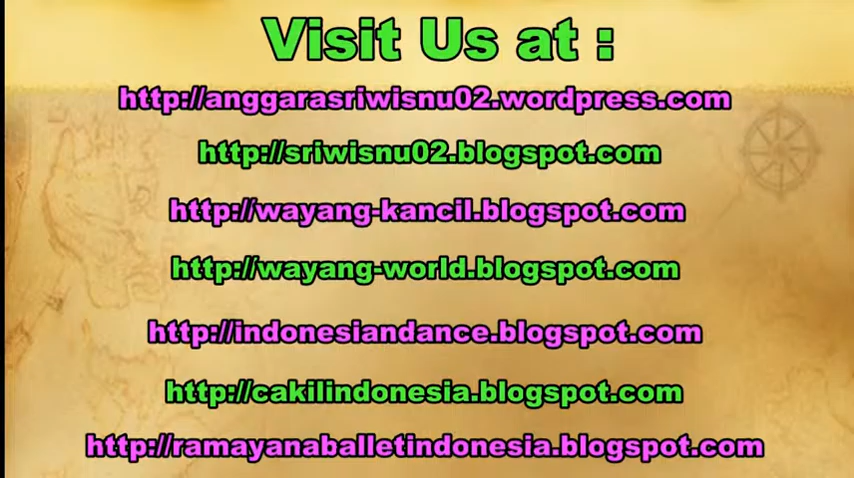 Visit Us at :
http://anggarasriwisnu02.wordpress.com
http://sriwisnu02.blogspot.com
http://wayang-kancil.blogspot.com
http://wayang-world.blogspot.com
http://indonesiandance.blogspot.com
http://cakilindonesia.blogspot.com
http://ramayanaballetindonesia.blogspot.com